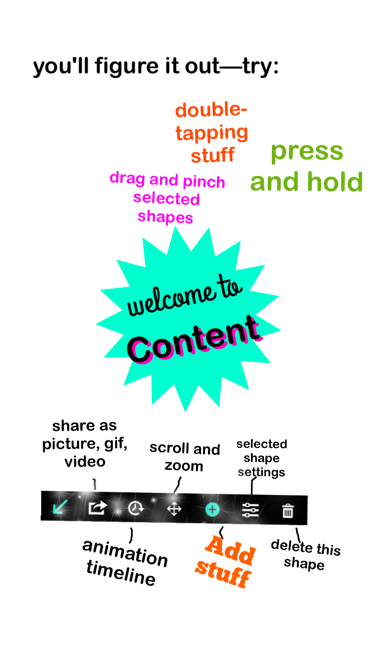 you'll figure it out—try:
double-
tapping
stuff
press
and hold
drag and pinch
selected
shapes
welcome to
Content
share as
picture, gif,
video
scroll and
zoom
selected
shape
settings
animation
timeline
Add
stuff
delete this
shape